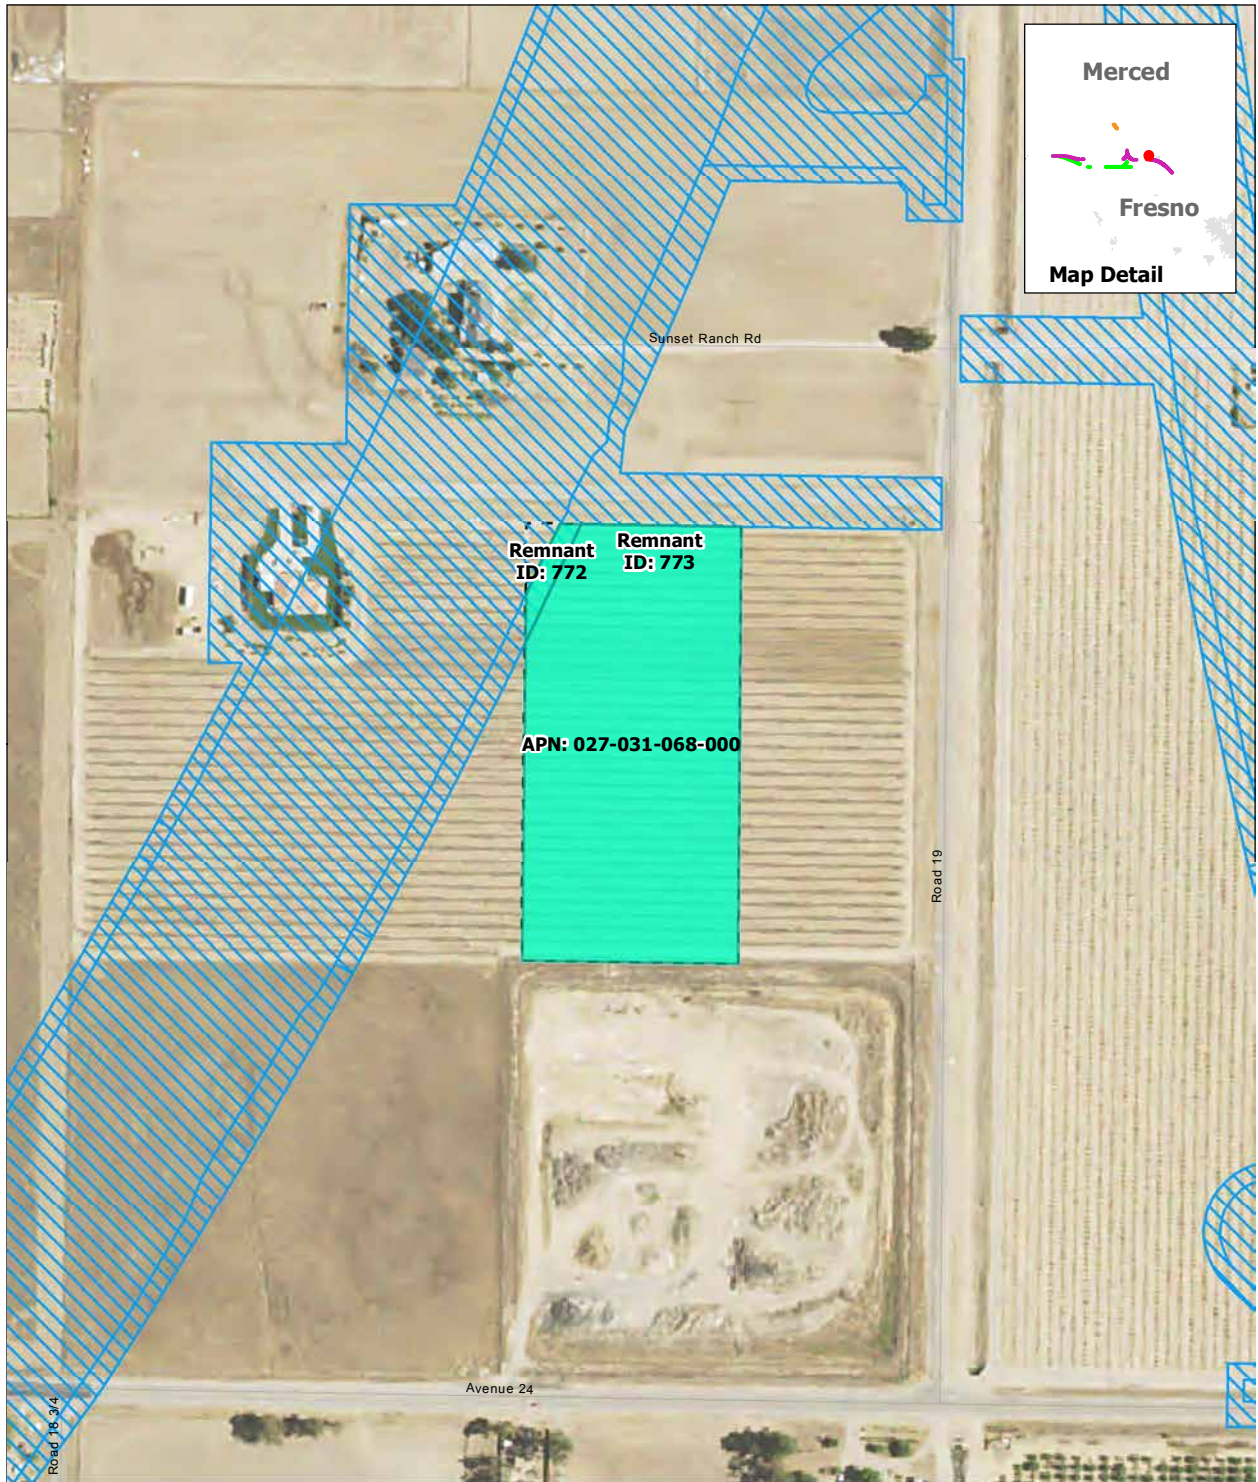 Merced
Fresno
Map Detail
Sunset Ranch Rd
Remnant
ID: 772
Remnant
ID: 773
APN: 027-031-068-000
Road 19
Avenue 24
Road 18 3/4